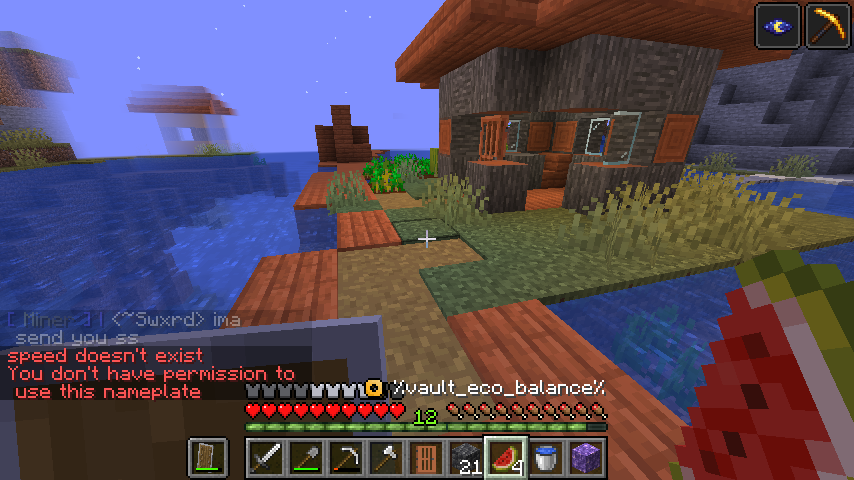 [ Miner 3 ] <~Swxrd> ima
send you ss
speed doesn't exist
You don't have permission to
use this nameplate
%vault_eco_balance%
12
21
4